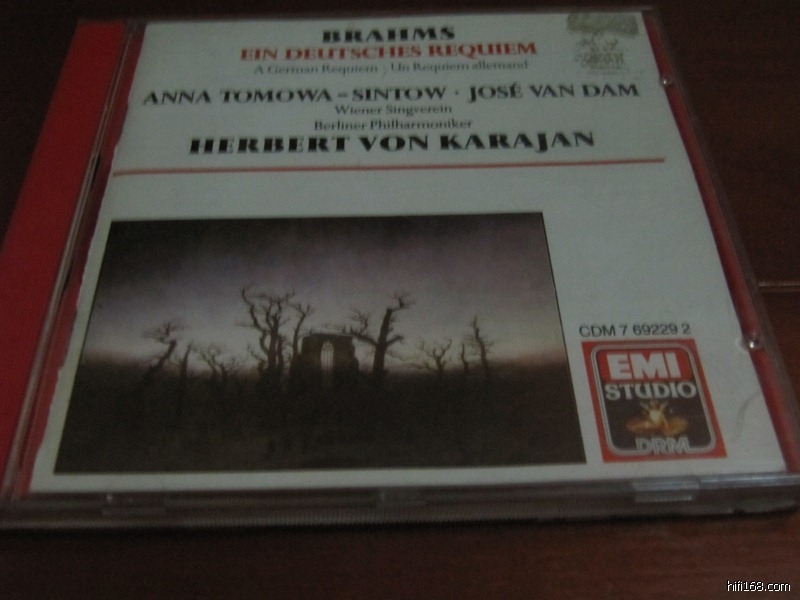 BRAHMS
EIN DEUTSCHES REQUIEM
A German Requiem · Un Requiem allemand
ANNA TOMOWA-SINTOW · JOSÉ VAN DAM
Wiener Singverein
Berliner Philharmoniker
HERBERT VON KARAJAN
CDM 7 69229 2
EMI
STUDIO
DRM
hifi168.com